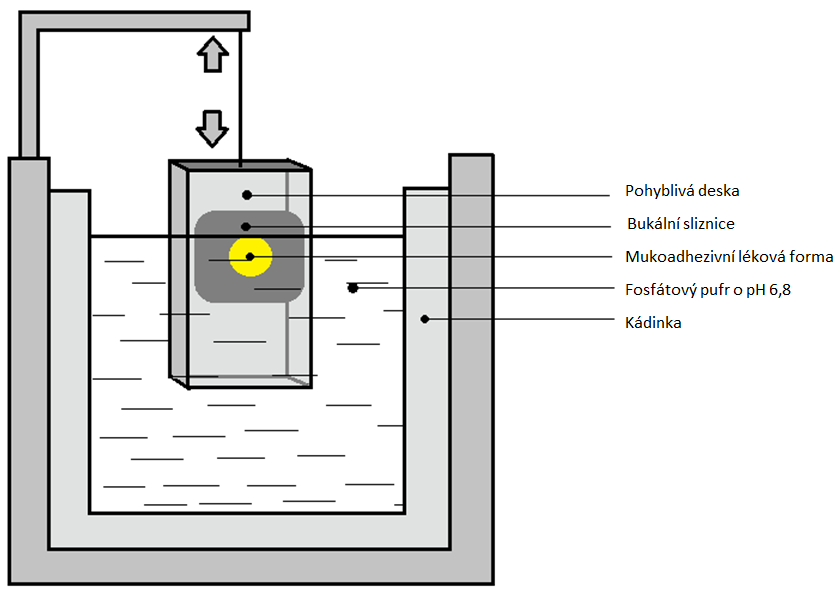 Pohyblivá deska
Bukální sliznice
Mukoadhezivní léková forma
Fosfátový pufr o pH 6,8
Kádinka